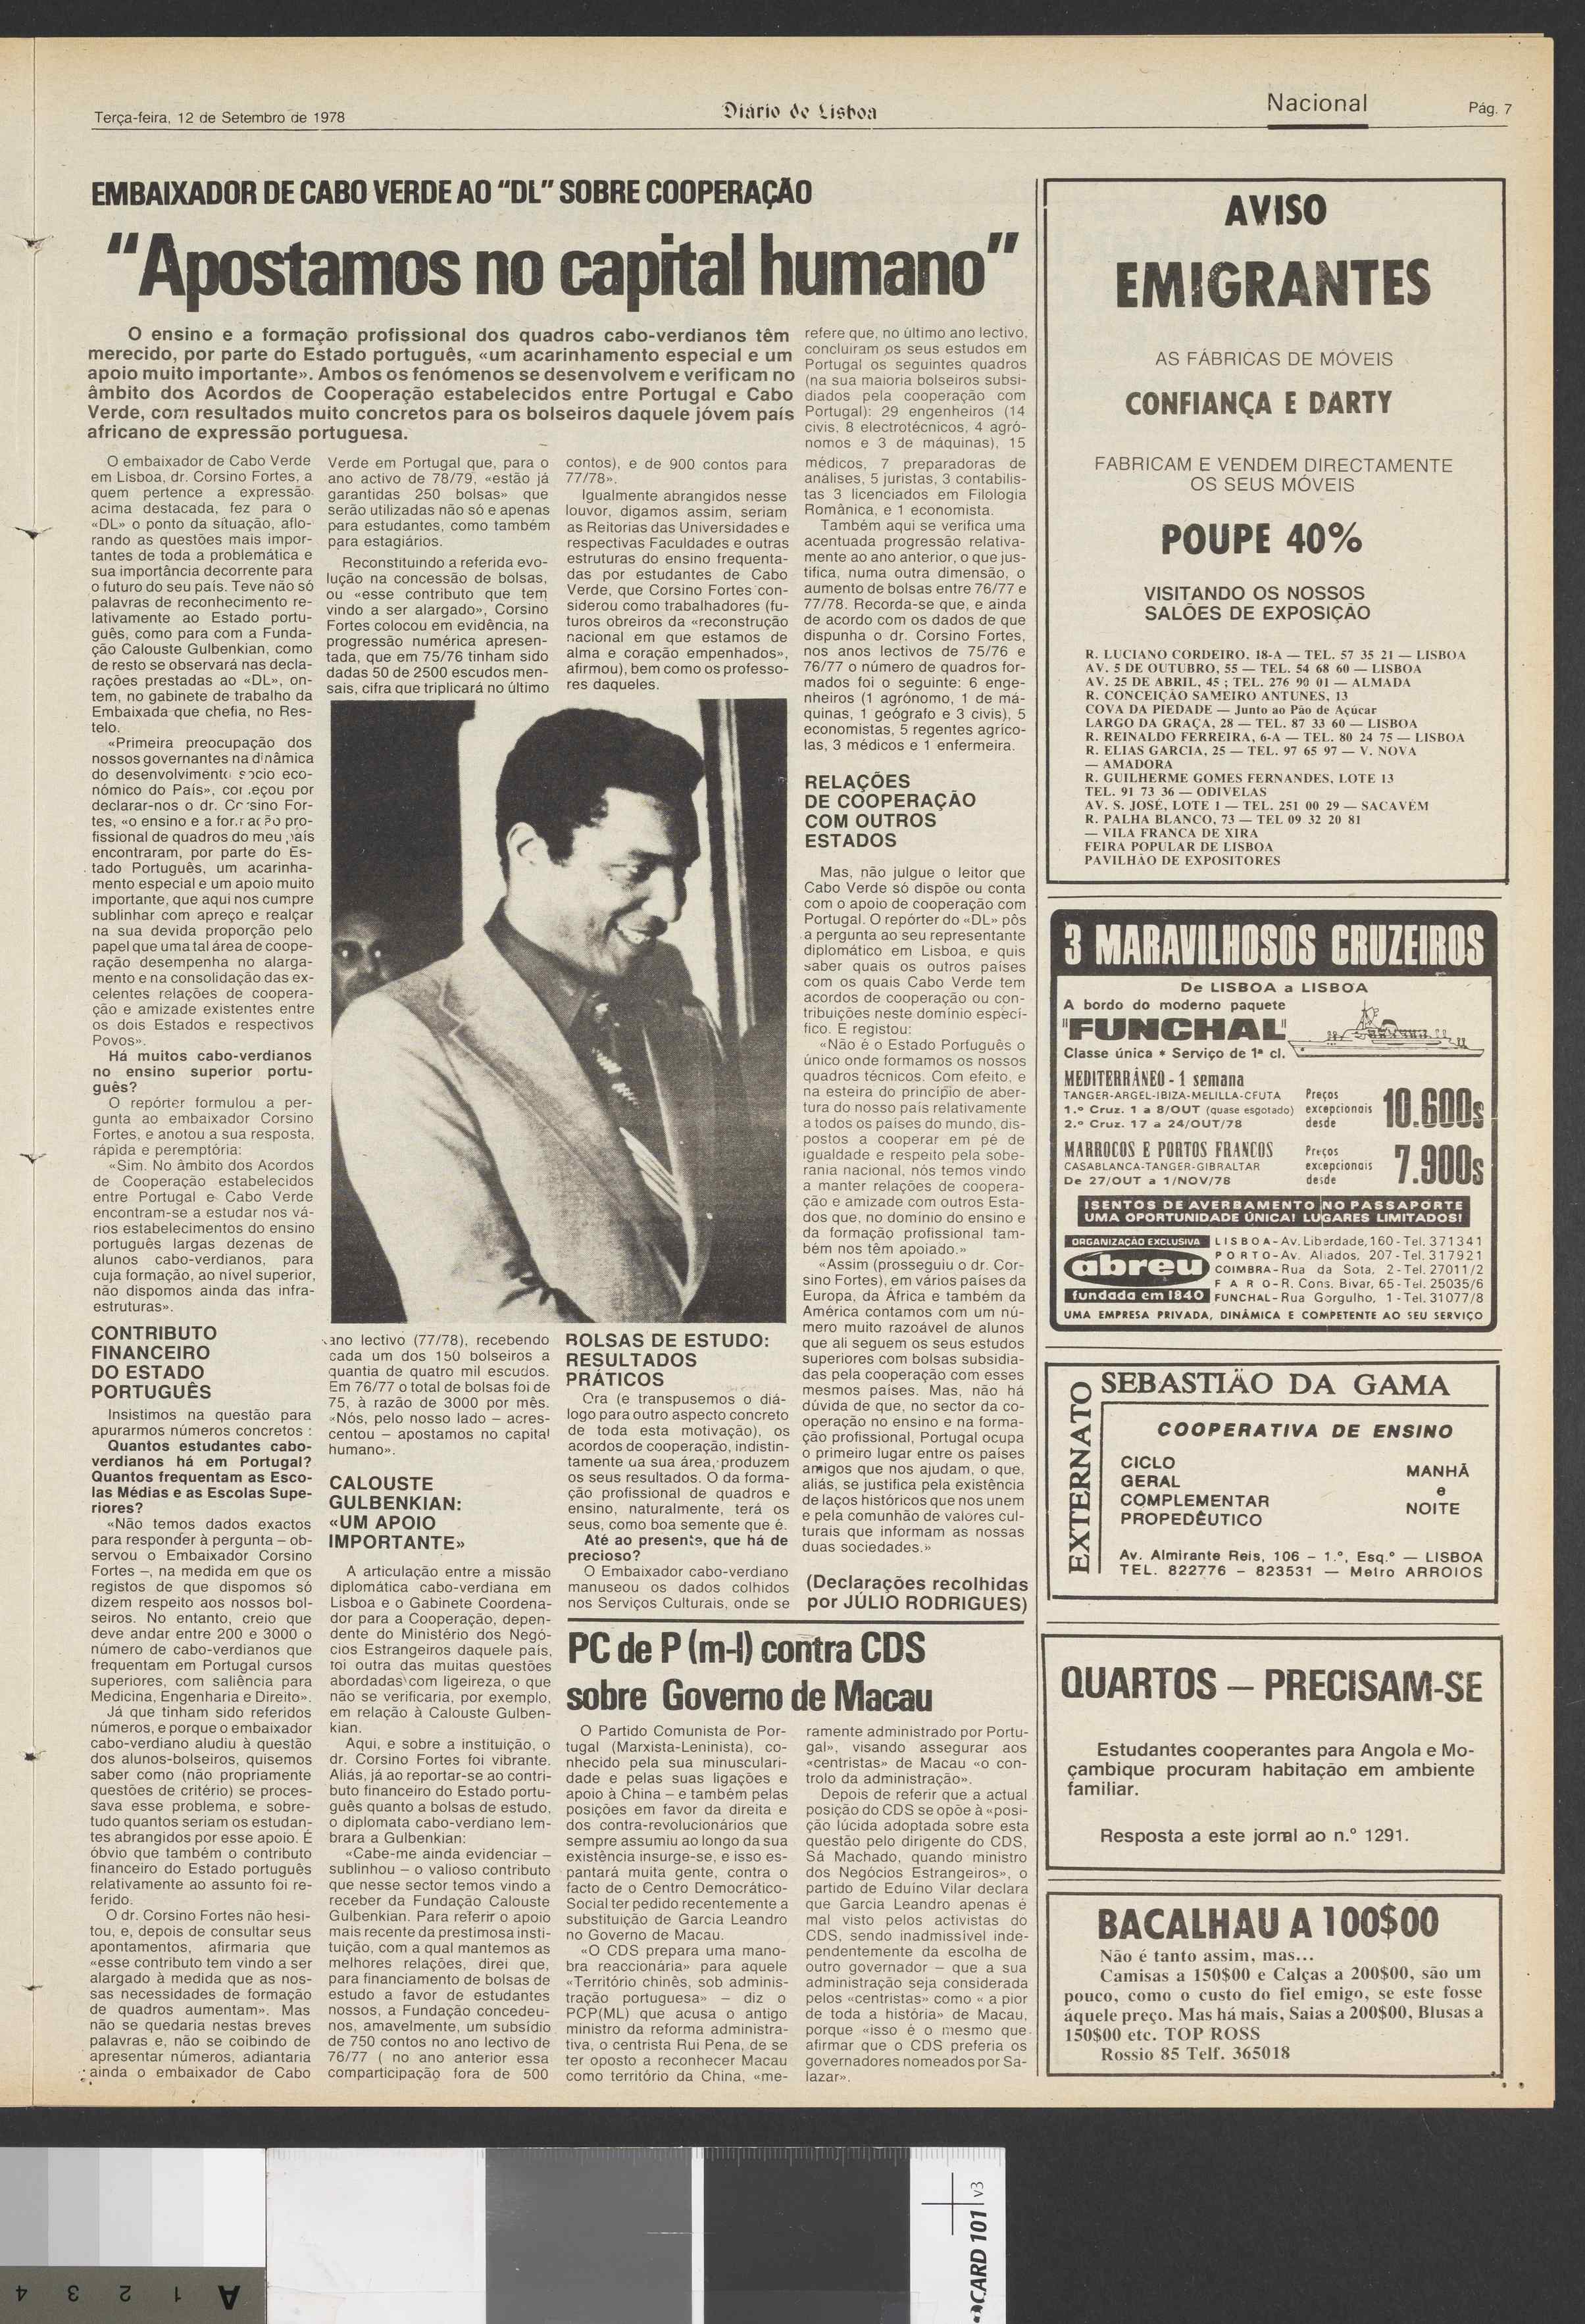 Terça-feira, 12 de Setembro de 1978
Diário de Lisboa
Nacional
Pág. 7
EMBAIXADOR DE CABO VERDE AO "DL" SOBRE COOPERAÇÃO
"Apostamos no capital humano"
O ensino e a formação profissional dos quadros cabo-verdianos têm
merecido, por parte do Estado português, «um acarinhamento especial e um
apoio muito importante». Ambos os fenómenos se desenvolvem e verificam no
âmbito dos Acordos de Cooperação estabelecidos entre Portugal e Cabo
Verde, com resultados muito concretos para os bolseiros daquele jóvem país
africano de expressão portuguesa.
O embaixador de Cabo Verde
em Lisboa, dr. Corsino Fortes, a
quem pertence a expressão
acima destacada, fez para o
«DL» o ponto da sítuação, aflo-
rando as questões mais impor-
tantes de toda a problemática e
sua importância decorrente para
o futuro do seu país. Teve não só
palavras de reconhecimento re-
lativamente ao Estado portu-
guês, como para com a Funda-
ção Calouste Gulbenkian, como
de resto se observará nas decla-
rações prestadas ao «DL», on-
tem, no gabinete de trabalho da
Embaixada que chefia, no Res-
telo.
«Primeira preocupação dos
nossos governantes na dinâmica
do desenvolvimento socio eco-
nómico do País», começou por
declarar-nos o dr. Corsino For-
tes, «o ensino e a formação pro-
fissional de quadros do meu país
encontraram, por parte do Es-
tado Português, um acarinha-
mento especial e um apoio muito
importante, que aqui nos cumpre
sublinhar com apreço e realçar
na sua devida proporção pelo
papel que uma tal área de coope-
ração desempenha no alarga-
mento e na consolidação das ex-
celentes relações de coopera-
ção e amizade existentes entre
os dois Estados e respectivos
Povos».
Há muitos cabo-verdianos
no ensino superior portu-
guês?
O repórter formulou a per-
gunta ao embaixador Corsino
Fortes, e anotou a sua resposta,
rápida e peremptória:
«Sim. No âmbito dos Acordos
de Cooperação estabelecidos
entre Portugal e Cabo Verde
encontram-se a estudar nos vá-
rios estabelecimentos do ensino
português largas dezenas de
alunos cabo-verdianos, para
cuja formação, ao nível superior,
não dispomos ainda das infra-
estruturas».
CONTRIBUTO
FINANCEIRO
DO ESTADO
PORTUGUÊS
Insistimos na questão para
apurarmos números concretos :
Quantos estudantes cabo-
verdianos há em Portugal?
Quantos frequentam as Esco-
las Médias e as Escolas Supe-
riores?
«Não temos dados exactos
para responder à pergunta – ob-
servou o Embaixador Corsino
Fortes –, na medida em que os
registos de que dispomos só
dizem respeito aos nossos bol-
seiros. No entanto, creio que
deve andar entre 200 e 3000 o
número de cabo-verdianos que
frequentam em Portugal cursos
superiores, com saliência para
Medicina, Engenharia e Direito».
Já que tinham sido referidos
números, e porque o embaixador
cabo-verdiano aludiu à questão
dos alunos-bolseiros, quisemos
saber como (não propriamente
questões de critério) se proces-
sava esse problema, e sobre-
tudo quantos seriam os estudan-
tes abrangidos por esse apoio. É
óbvio que também o contributo
financeiro do Estado português
relativamente ao assunto foi re-
ferido.
O dr. Corsino Fortes não hesi-
tou, e, depois de consultar seus
apontamentos, afirmaria que
«esse contributo tem vindo a ser
alargado à medida que as nos-
sas necessidades de formação
de quadros aumentam». Mas
não se quedaria nestas breves
palavras e, não se coibindo de
apresentar números, adiantaria
ainda o embaixador de Cabo
Verde em Portugal que, para o
ano activo de 78/79, «estão já
garantidas 250 bolsas» que
serão utilizadas não só e apenas
para estudantes, como também
para estagiários.
Reconstituindo a referida evo-
lução na concessão de bolsas,
ou «esse contributo que tem
vindo a ser alargado», Corsino
Fortes colocou em evidência, na
progressão numérica apresen-
tada, que em 75/76 tinham sido
dadas 50 de 2500 escudos men-
sais, cifra que triplicará no último
ano lectivo (77/78), recebendo
cada um dos 150 bolseiros a
quantia de quatro mil escudos.
Em 76/77 o total de bolsas foi de
75, à razão de 3000 por mês.
«Nós, pelo nosso lado – acres-
centou – apostamos no capital
humano».
CALOUSTE
GULBENKIAN:
«UM APOIO
IMPORTANTE»
A articulação entre a missão
diplomática cabo-verdiana em
Lisboa e o Gabinete Coordena-
dor para a Cooperação, depen-
dente do Ministério dos Negó-
cios Estrangeiros daquele país,
foi outra das muitas questões
abordadas com ligeireza, o que
não se verificaria, por exemplo,
em relação à Calouste Gulben-
kian.
Aqui, e sobre a instituição, o
dr. Corsino Fortes foi vibrante.
Aliás, já ao reportar-se ao contri-
buto financeiro do Estado portu-
guês quanto a bolsas de estudo,
o diplomata cabo-verdiano lem-
brara a Gulbenkian:
«Cabe-me ainda evidenciar –
sublinhou – o valioso contributo
que nesse sector temos vindo a
receber da Fundação Calouste
Gulbenkian. Para referir o apoio
mais recente da prestimosa insti-
tuição, com a qual mantemos as
melhores relações, direi que,
para financiamento de bolsas de
estudo a favor de estudantes
nossos, a Fundação concedeu-
nos, amavelmente, um subsídio
de 750 contos no ano lectivo de
76/77 ( no ano anterior essa
comparticipação fora de 500
contos), e de 900 contos para
77/78».
Igualmente abrangidos nesse
louvor, digamos assim, seriam
as Reitorias das Universidades e
respectivas Faculdades e outras
estruturas do ensino frequenta-
das por estudantes de Cabo
Verde, que Corsino Fortes con-
siderou como trabalhadores (fu-
turos obreiros da «reconstrução
nacional em que estamos de
alma e coração empenhados»,
afirmou), bem como os professo-
res daqueles.
BOLSAS DE ESTUDO:
RESULTADOS
PRÁTICOS
Ora (e transpusemos o diá-
logo para outro aspecto concreto
de toda esta motivação), os
acordos de cooperação, indistin-
tamente da sua área, produzem
os seus resultados. O da forma-
ção profissional de quadros e
ensino, naturalmente, terá os
seus, como boa semente que é.
Até ao presente, que há de
precioso?
O Embaixador cabo-verdiano
manuseou os dados colhidos
nos Serviços Culturais, onde se
refere que, no último ano lectivo,
concluiram os seus estudos em
Portugal os seguintes quadros
(na sua maioria bolseiros subsi-
diados pela cooperação com
Portugal): 29 engenheiros (14
civis, 8 electrotécnicos, 4 agró-
nomos e 3 de máquinas), 15
médicos, 7 preparadoras de
análises, 5 juristas, 3 contabilis-
tas 3 licenciados em Filologia
Românica, e 1 economista.
Também aqui se verifica uma
acentuada progressão relativa-
mente ao ano anterior, o que jus-
tifica, numa outra dimensão, o
aumento de bolsas entre 76/77 e
77/78. Recorda-se que, e ainda
de acordo com os dados de que
dispunha o dr. Corsino Fortes,
nos anos lectivos de 75/76 e
76/77 o número de quadros for-
mados foi o seguinte: 6 enge-
nheiros (1 agrónomo, 1 de má-
quinas, 1 geógrafo e 3 civis), 5
economistas, 5 regentes agríco-
las, 3 médicos e 1 enfermeira.
RELAÇÕES
DE COOPERAÇÃO
COM OUTROS
ESTADOS
Mas, não julgue o leitor que
Cabo Verde só dispõe ou conta
com o apoio de cooperação com
Portugal. O repórter do «DL» pôs
a pergunta ao seu representante
diplomático em Lisboa, e quis
saber quais os outros países
com os quais Cabo Verde tem
acordos de cooperação ou con-
tribuições neste domínio especí-
fico. E registou:
«Não é o Estado Português o
único onde formamos os nossos
quadros técnicos. Com efeito, e
na esteira do princípio de aber-
tura do nosso país relativamente
a todos os países do mundo, dis-
postos a cooperar em pé de
igualdade e respeito pela sobe-
rania nacional, nós temos vindo
a manter relações de coopera-
ção e amizade com outros Esta-
dos que, no domínio do ensino e
da formação profissional tam-
bém nos têm apoiado.»
«Assim (prosseguiu o dr. Cor-
sino Fortes), em vários países da
Europa, da África e também da
América contamos com um nú-
mero muito razoável de alunos
que ali seguem os seus estudos
superiores com bolsas subsidia-
das pela cooperação com esses
mesmos países. Mas, não há
dúvida de que, no sector da co-
operação no ensino e na forma-
ção profissional, Portugal ocupa
o primeiro lugar entre os países
amigos que nos ajudam, o que,
aliás, se justifica pela existência
de laços históricos que nos unem
e pela comunhão de valores cul-
turais que informam as nossas
duas sociedades.»
(Declarações recolhidas
por JÚLIO RODRIGUES)
PC de P (m-l) contra CDS
sobre Governo de Macau
O Partido Comunista de Por-
tugal (Marxista-Leninista), co-
nhecido pela sua minusculari-
dade e pelas suas ligações e
apoio à China – e também pelas
posições em favor da direita e
dos contra-revolucionários que
sempre assumiu ao longo da sua
existência insurge-se, e isso es-
pantará muita gente, contra o
facto de o Centro Democrático-
Social ter pedido recentemente a
substituição de Garcia Leandro
no Governo de Macau.
«O CDS prepara uma mano-
bra reaccionária» para aquele
«Território chinês, sob adminis-
tração portuguesa» – diz o
PCP(ML) que acusa o antigo
ministro da reforma administra-
tiva, o centrista Rui Pena, de se
ter oposto a reconhecer Macau
como território da China, «me-
ramente administrado por Portu-
gal», visando assegurar aos
«centristas» de Macau «o con-
trolo da administração».
Depois de referir que a actual
posição do CDS se opõe à «posi-
ção lúcida adoptada sobre esta
questão pelo dirigente do CDS,
Sá Machado, quando ministro
dos Negócios Estrangeiros», o
partido de Eduíno Vilar declara
que Garcia Leandro apenas é
mal visto pelos activistas do
CDS, sendo inadmissível inde-
pendentemente da escolha de
outro governador – que a sua
administração seja considerada
pelos «centristas» como « a pior
de toda a história» de Macau,
porque «isso é o mesmo que
afirmar que o CDS preferia os
governadores nomeados por Sa-
lazar».
AVISO
EMIGRANTES
AS FÁBRICAS DE MÓVEIS
CONFIANÇA E DARTY
FABRICAM E VENDEM DIRECTAMENTE
OS SEUS MÓVEIS
POUPE 40%
VISITANDO OS NOSSOS
SALÕES DE EXPOSIÇÃO
R. LUCIANO CORDEIRO, 18-A — TEL. 57 35 21 — LISBOA
AV. 5 DE OUTUBRO, 55 — TEL. 54 68 60 — LISBOA
AV. 25 DE ABRIL, 45 ; TEL. 276 90 01 — ALMADA
R. CONCEIÇÃO SAMEIRO ANTUNES, 13
COVA DA PIEDADE — Junto ao Pão de Açúcar
LARGO DA GRAÇA, 28 — TEL. 87 33 60 — LISBOA
R. REINALDO FERREIRA, 6-A — TEL. 80 24 75 — LISBOA
R. ELIAS GARCIA, 25 — TEL. 97 65 97 — V. NOVA
— AMADORA
R. GUILHERME GOMES FERNANDES, LOTE 13
TEL. 91 73 36 — ODIVELAS
AV. S. JOSÉ, LOTE 1 — TEL. 251 00 29 — SACAVÉM
R. PALHA BLANCO, 73 — TEL 09 32 20 81
— VILA FRANCA DE XIRA
FEIRA POPULAR DE LISBOA
PAVILHÃO DE EXPOSITORES
3 MARAVILHOSOS CRUZEIROS
De LISBOA a LISBOA
A bordo do moderno paquete
"FUNCHAL"
Classe única * Serviço de 1ª cl.
MEDITERRÂNEO - 1 semana
TANGER-ARGEL-IBIZA-MELILLA-CEUTA
1.º Cruz. 1 a 8/OUT (quase esgotado)
2.º Cruz. 17 a 24/OUT/78
Preços
excepcionais
desde
10.600s
MARROCOS E PORTOS FRANCOS
CASABLANCA-TANGER-GIBRALTAR
De 27/OUT a 1/NOV/78
Preços
excepcionais
desde
7.900s
ISENTOS DE AVERBAMENTO NO PASSAPORTE
UMA OPORTUNIDADE ÚNICA! LUGARES LIMITADOS!
ORGANIZAÇÃO EXCLUSIVA
abreu
fundada em 1840
LISBOA-Av. Liberdade, 160-Tel. 371341
PORTO-Av. Aliados, 207-Tel. 317921
COIMBRA-Rua da Sota, 2-Tel. 27011/2
FARO-R. Cons. Bivar, 65-Tel. 25035/6
FUNCHAL-Rua Gorgulho, 1-Tel. 31077/8
UMA EMPRESA PRIVADA, DINÂMICA E COMPETENTE AO SEU SERVIÇO
EXTERNATO
SEBASTIÃO DA GAMA
COOPERATIVA DE ENSINO
CICLO
GERAL
COMPLEMENTAR
PROPEDÊUTICO
MANHÃ
e
NOITE
Av. Almirante Reis, 106 – 1.º, Esq.º — LISBOA
TEL. 822776 – 823531 — Metro ARROIOS
QUARTOS — PRECISAM-SE
Estudantes cooperantes para Angola e Mo-
çambique procuram habitação em ambiente
familiar.
Resposta a este jornal ao n.º 1291.
BACALHAU A 100$00
Não é tanto assim, mas...
Camisas a 150$00 e Calças a 200$00, são um
pouco, como o custo do fiel emigo, se este fosse
áquele preço. Mas há mais, Saias a 200$00, Blusas a
150$00 etc. TOP ROSS
Rossio 85 Telf. 365018
A 1 2 3 4
CARD 101 v3